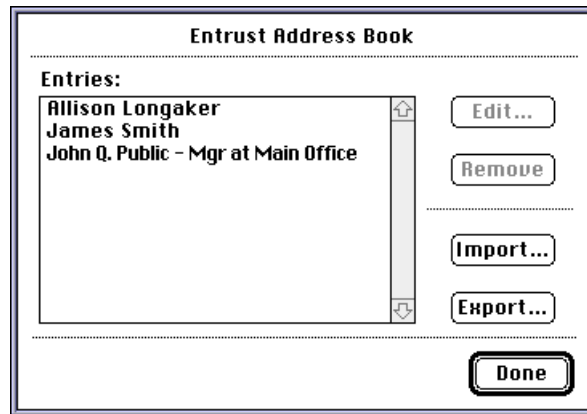 Entrust Address Book
Entries:
Allison Longaker
James Smith
John Q. Public - Mgr at Main Office
Edit...
Remove
Import...
Export...
Done